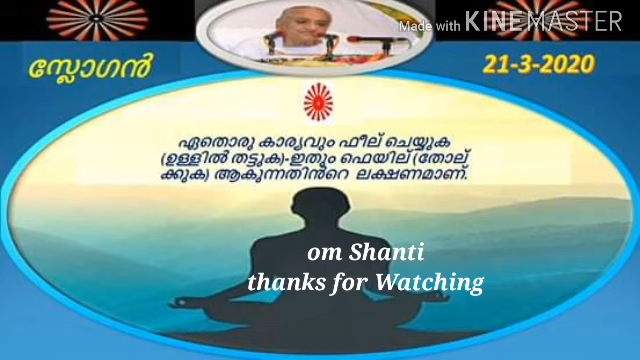 Made with KINEMASTER
സ്ലോഗൻ
21-3-2020
ഏതൊരു കാര്യവും ഫീല് ചെയ്യുക
(ഉള്ളിൽ തട്ടുക)-ഇതും ഫെയില് (തോല്
ക്കുക) ആകുന്നതിൻറെ ലക്ഷണമാണ്.
om Shanti
thanks for Watching